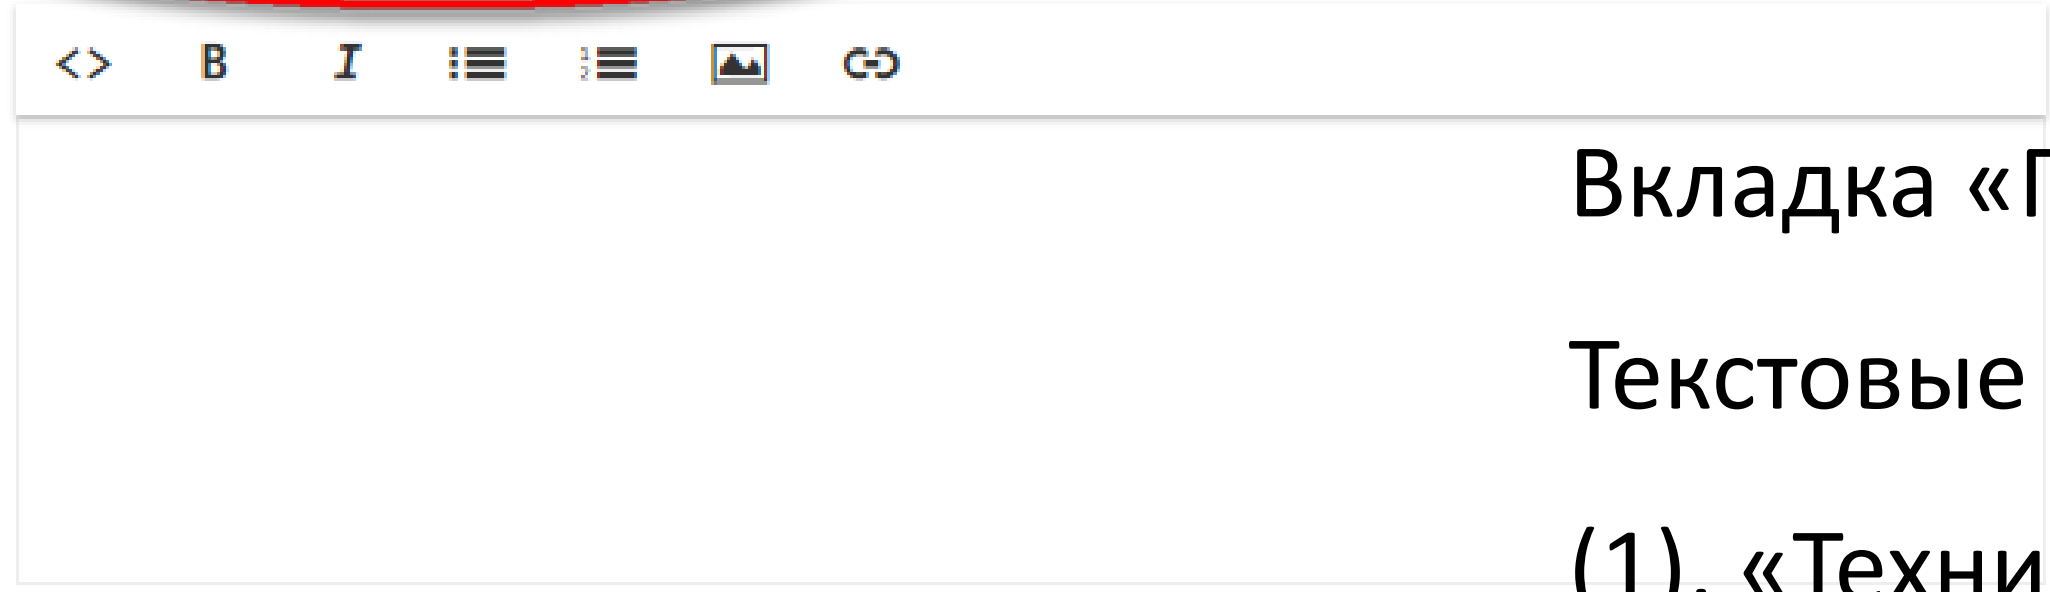 <> B I
Вкладка «П
Текстовые
(1). «Техни